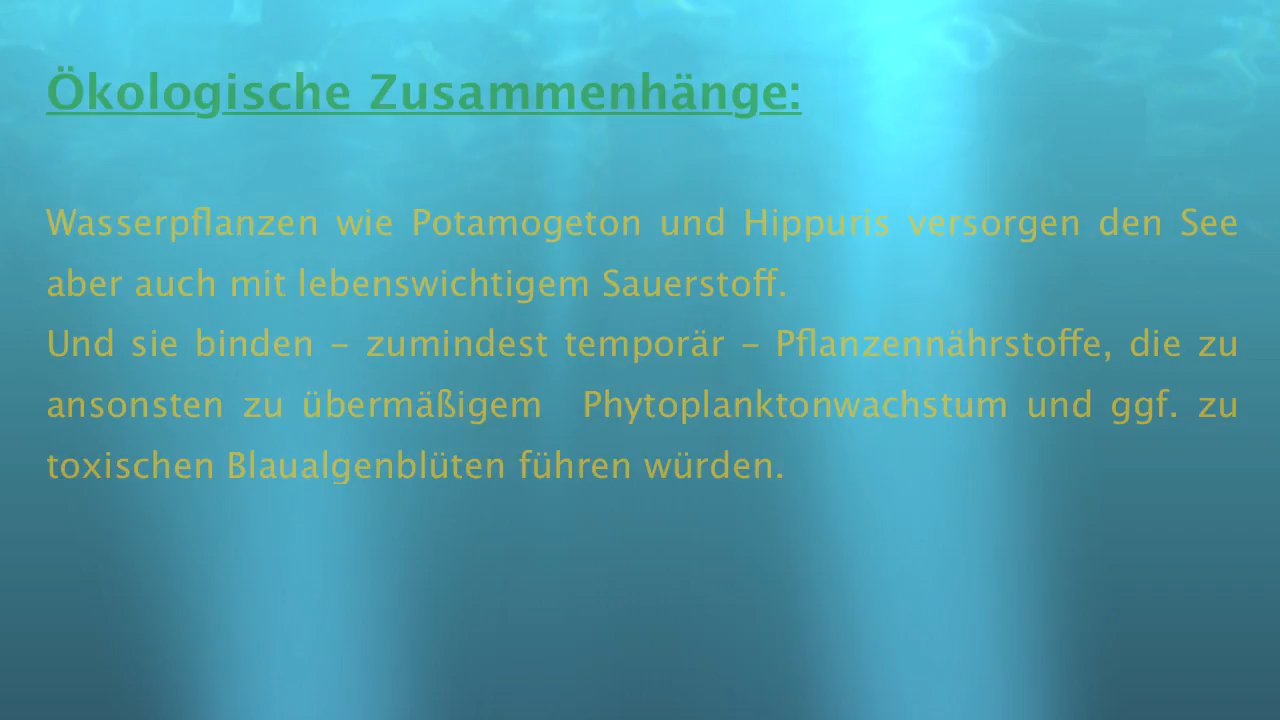 Ökologische Zusammenhänge:
Wasserpflanzen wie Potamogeton und Hippuris versorgen den See
aber auch mit lebenswichtigem Sauerstoff.
Und sie binden – zumindest temporär – Pflanzennährstoffe, die zu
ansonsten zu übermäßigem Phytoplanktonwachstum und ggf. zu
toxischen Blaualgenblüten führen würden.